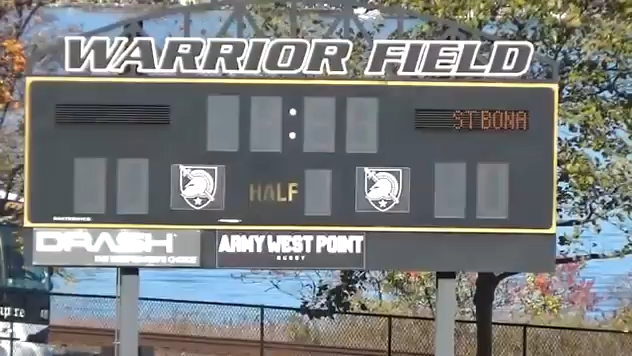 WARRIOR FIELD
ST BONA
HALF
DRASH
ARMY WEST POINT
RUGBY